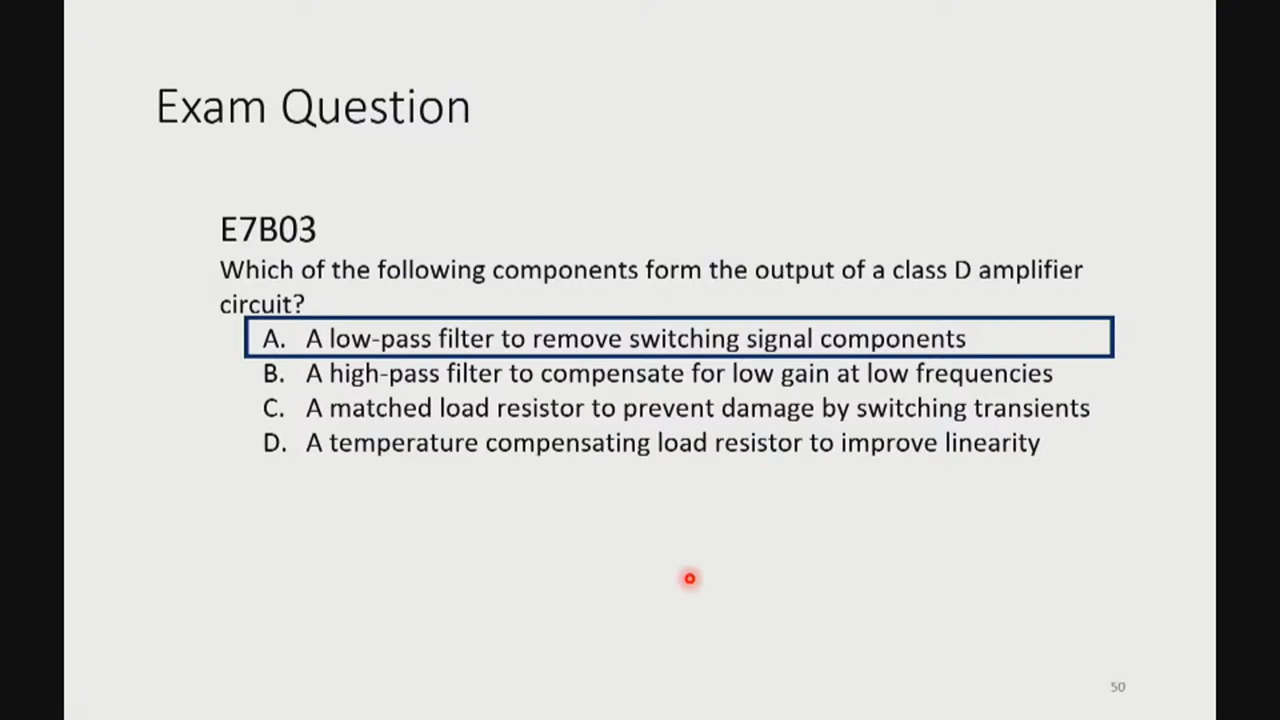 Exam Question
E7B03
Which of the following components form the output of a class D amplifier
circuit?
A. A low-pass filter to remove switching signal components
B. A high-pass filter to compensate for low gain at low frequencies
C. A matched load resistor to prevent damage by switching transients
D. A temperature compensating load resistor to improve linearity
50